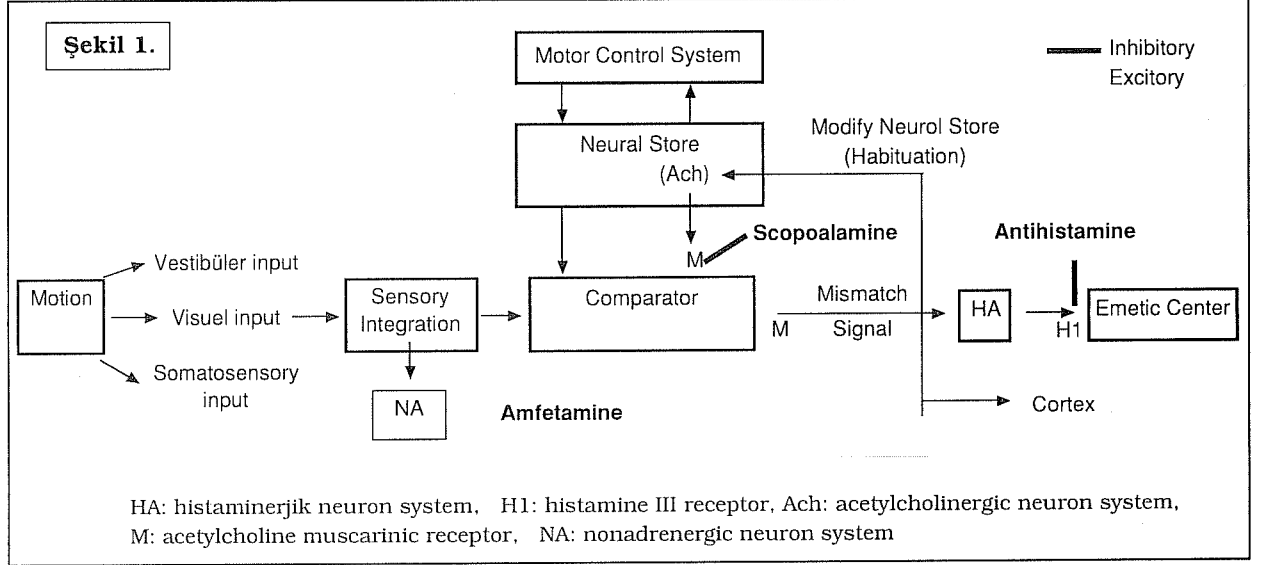 Şekil 1.
Motor Control System
Inhibitory
Excitory
Neural Store
(Ach)
Modify Neurol Store
(Habituation)
M
Scopoalamine
Antihistamine
Motion
Vestibüler input
Visuel input
Somatosensory
input
Sensory
Integration
NA
Amfetamine
Comparator
M
Mismatch
Signal
HA
H1
Emetic Center
Cortex
HA: histaminerjik neuron system, H1: histamine III receptor, Ach: acetylcholinergic neuron system,
M: acetylcholine muscarinic receptor, NA: nonadrenergic neuron system